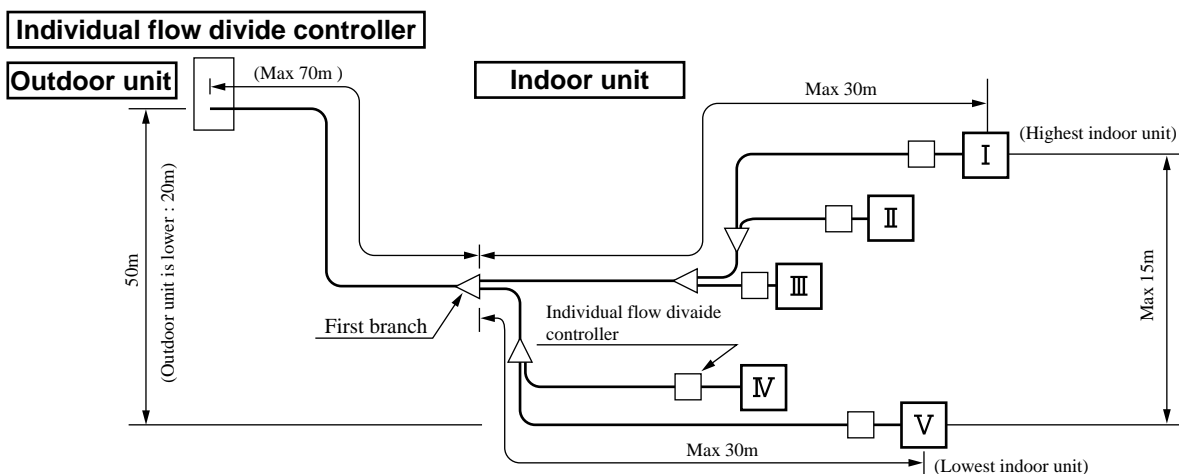 Individual flow divide controller
Outdoor unit
(Max 70m )
Indoor unit
Max 30m
(Highest indoor unit)
Ⅰ
Ⅱ
Ⅲ
50m
(Outdoor unit is lower : 20m)
Max 15m
First branch
Individual flow divaide
controller
Ⅳ
Ⅴ
Max 30m
(Lowest indoor unit)